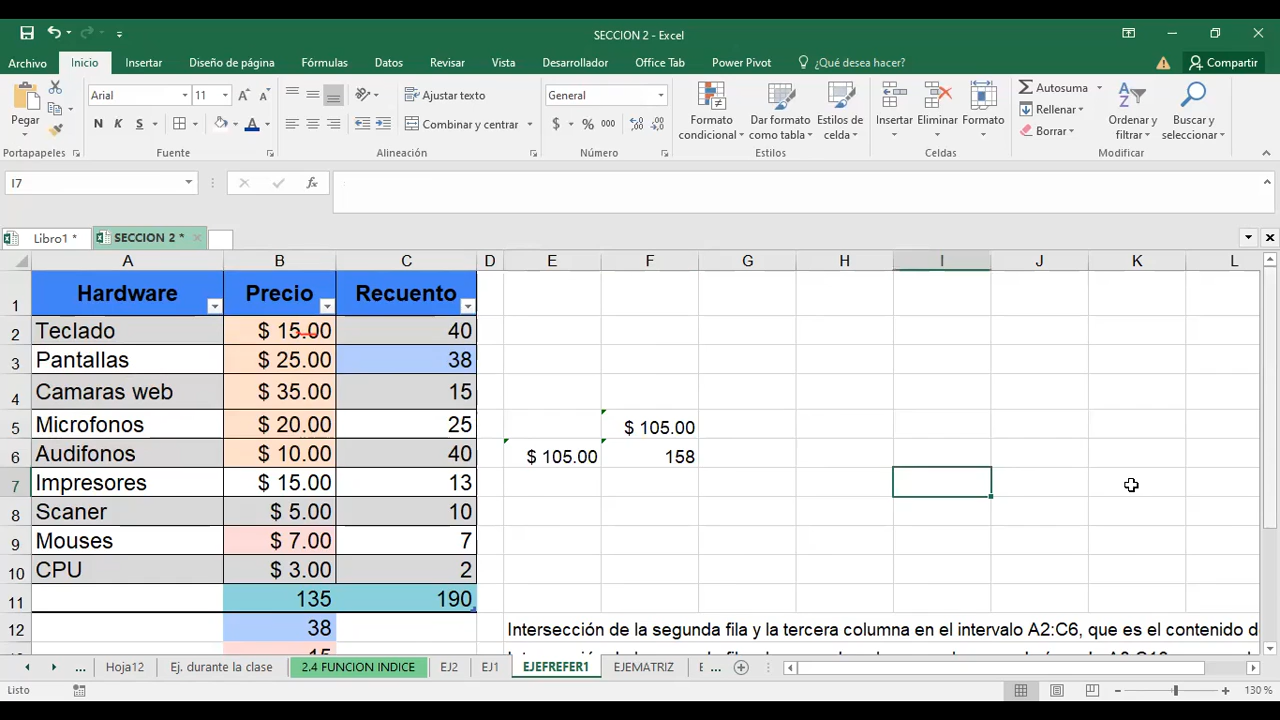 SECCION 2 - Excel
Archivo Inicio Insertar Diseño de página Fórmulas Datos Revisar Vista Desarrollador Office Tab Power Pivot ¿Qué desea hacer? Compartir
Pegar
Arial 11
N K S
Ajustar texto
Combinar y centrar
General
$ % 000
Formato condicional
Dar formato como tabla
Estilos de celda
Insertar
Eliminar
Formato
Autosuma
Rellenar
Borrar
Ordenar y filtrar
Buscar y seleccionar
Portapapeles Fuente Alineación Número Estilos Celdas Modificar
I7 fx
Libro1 * SECCION 2 *
A B C D E F G H I J K L
1 Hardware Precio Recuento
2 Teclado $ 15.00 40
3 Pantallas $ 25.00 38
4 Camaras web $ 35.00 15
5 Microfonos $ 20.00 25 $ 105.00
6 Audifonos $ 10.00 40 $ 105.00 158
7 Impresores $ 15.00 13
8 Scaner $ 5.00 10
9 Mouses $ 7.00 7
10 CPU $ 3.00 2
11 135 190
12 38 Intersección de la segunda fila y la tercera columna en el intervalo A2:C6, que es el contenido d
... Hoja12 Ej. durante la clase 2.4 FUNCION INDICE EJ2 EJ1 EJEFREFER1 EJEMATRIZ E ...
Listo 130 %